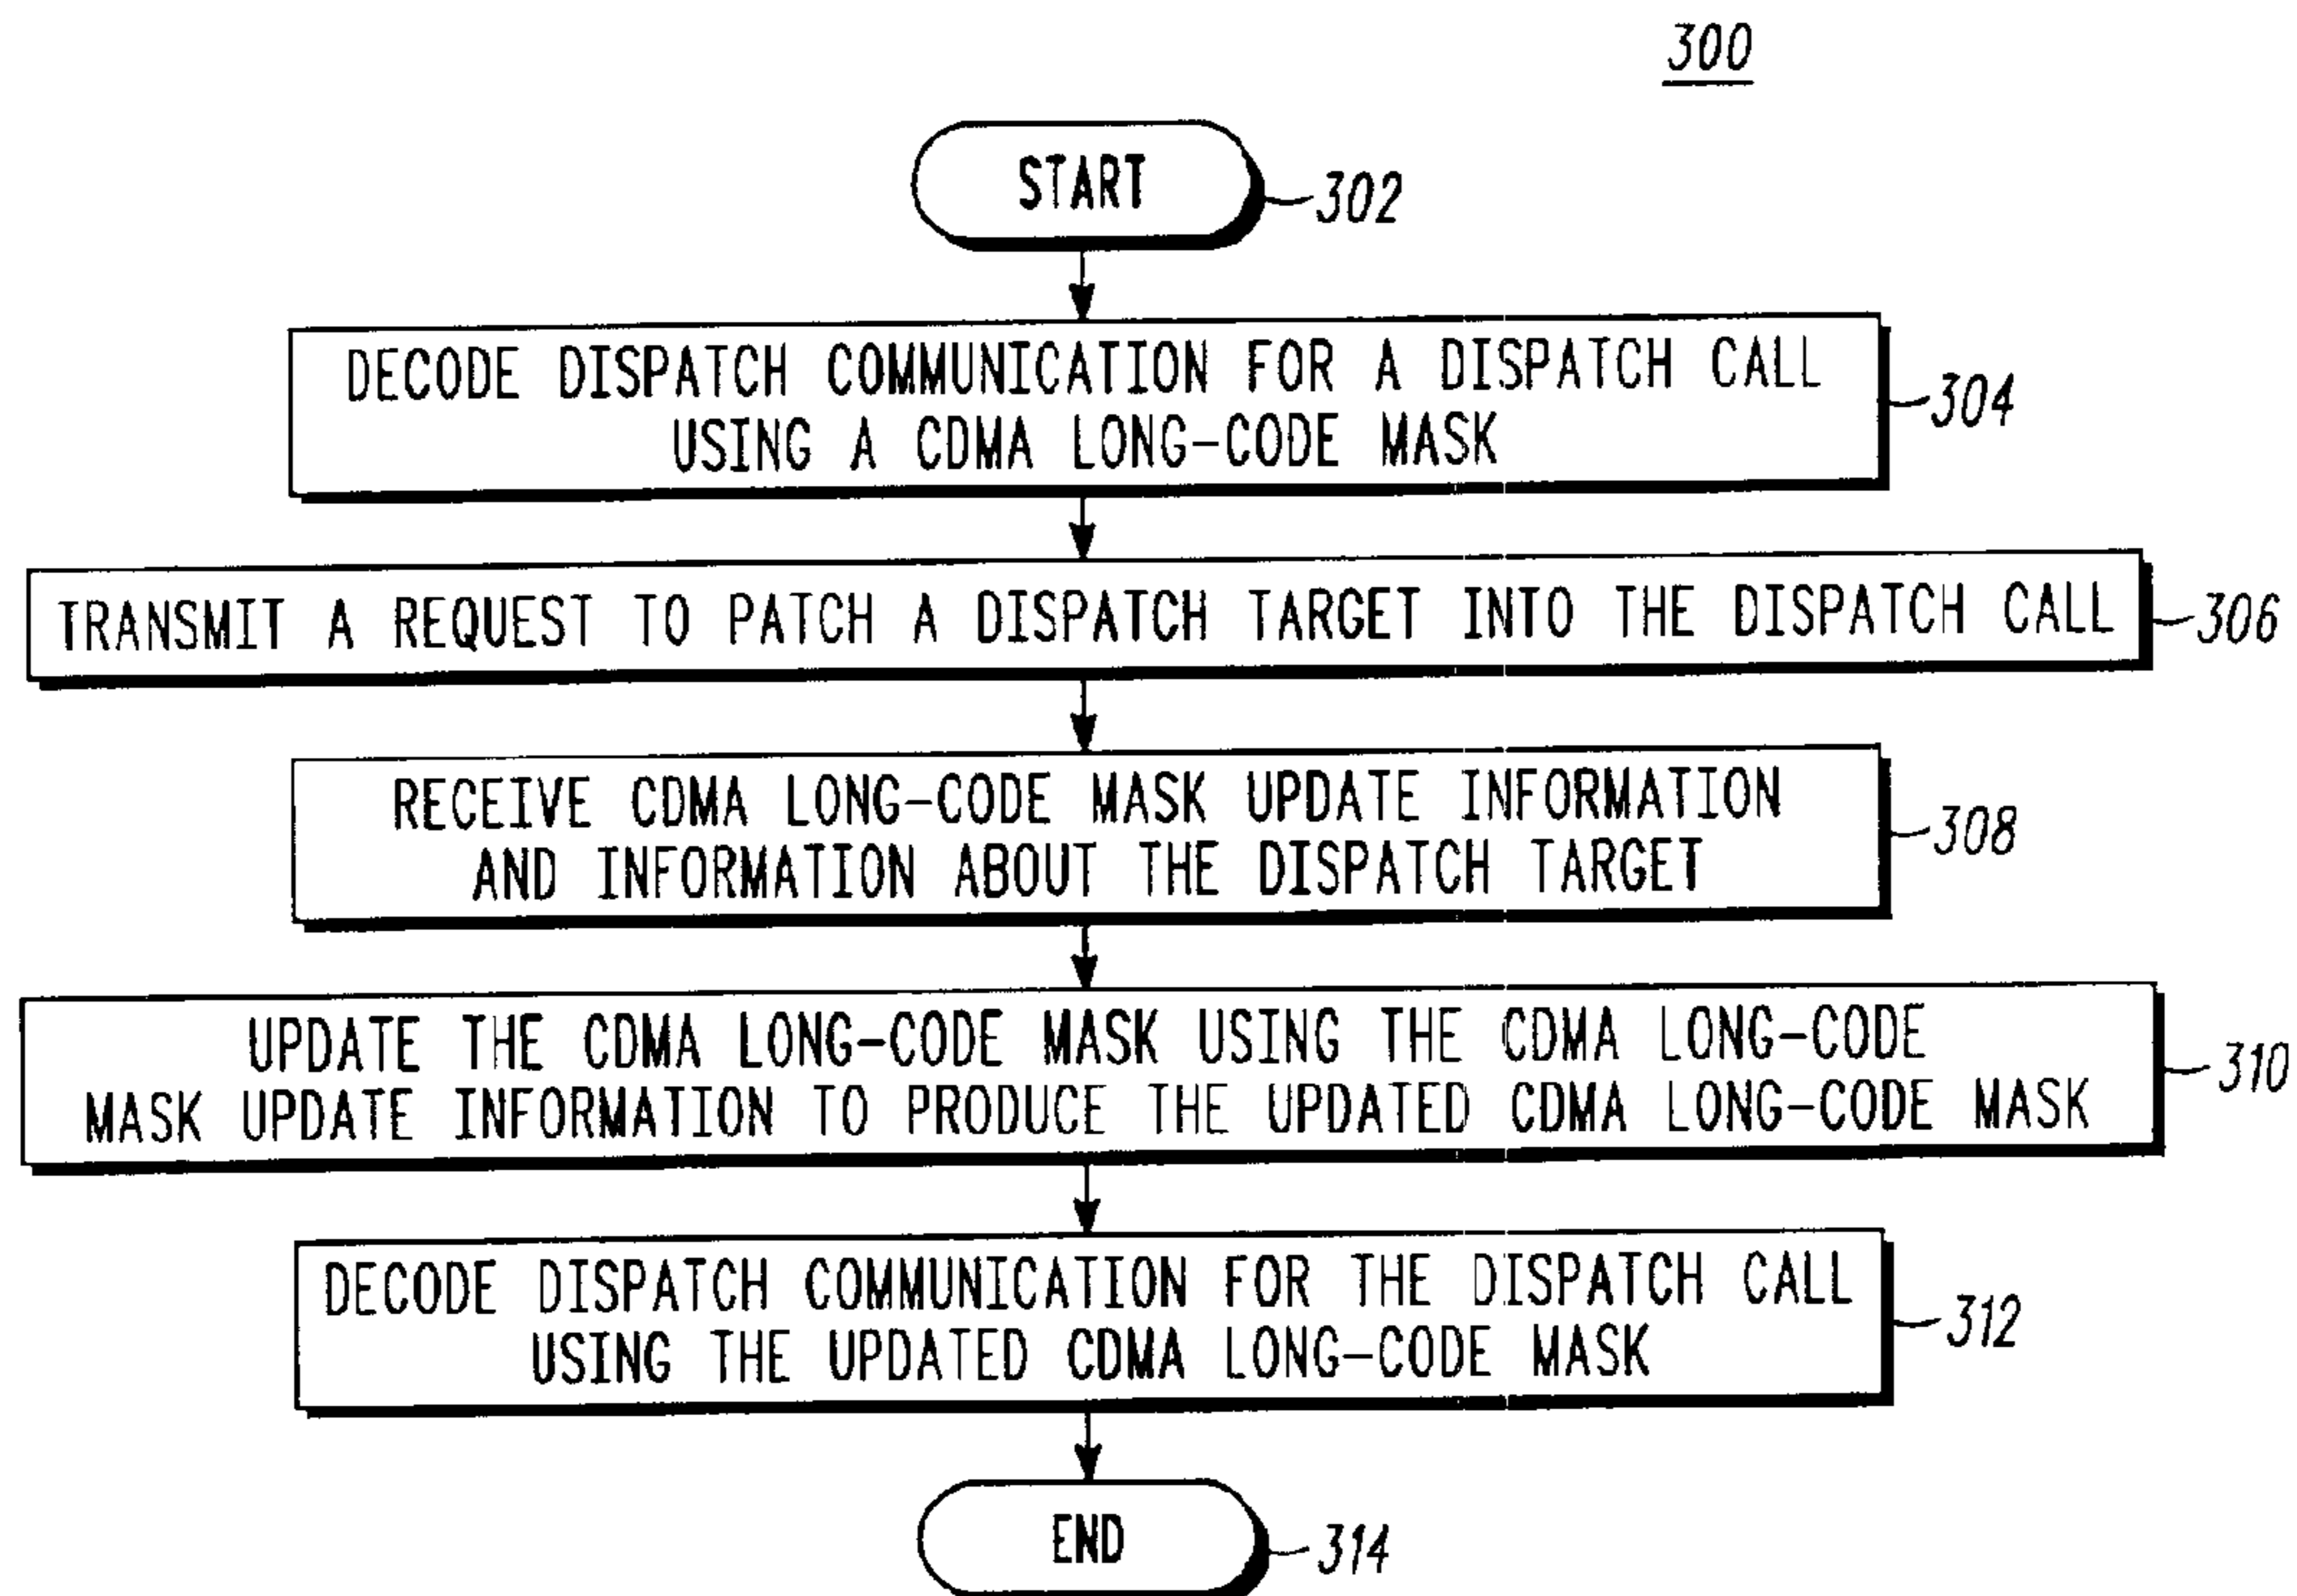 300
START
302
DECODE DISPATCH COMMUNICATION FOR A DISPATCH CALL
USING A CDMA LONG-CODE MASK
304
TRANSMIT A REQUEST TO PATCH A DISPATCH TARGET INTO THE DISPATCH CALL
306
RECEIVE CDMA LONG-CODE MASK UPDATE INFORMATION
AND INFORMATION ABOUT THE DISPATCH TARGET
308
UPDATE THE CDMA LONG-CODE MASK USING THE CDMA LONG-CODE
MASK UPDATE INFORMATION TO PRODUCE THE UPDATED CDMA LONG-CODE MASK
310
DECODE DISPATCH COMMUNICATION FOR THE DISPATCH CALL
USING THE UPDATED CDMA LONG-CODE MASK
312
END
314